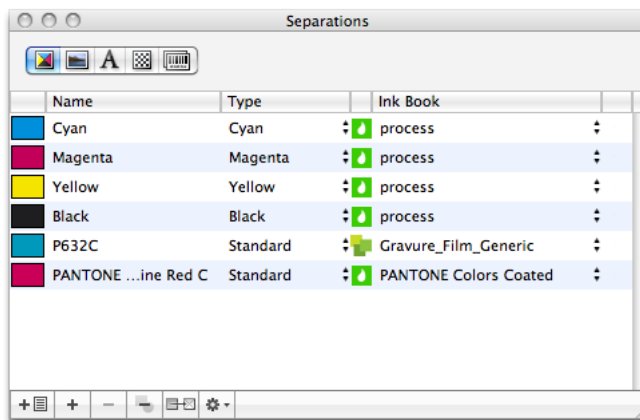 Separations
A
Name Type Ink Book
Cyan Cyan process
Magenta Magenta process
Yellow Yellow process
Black Black process
P632C Standard Gravure_Film_Generic
PANTONE ...ine Red C Standard PANTONE Colors Coated